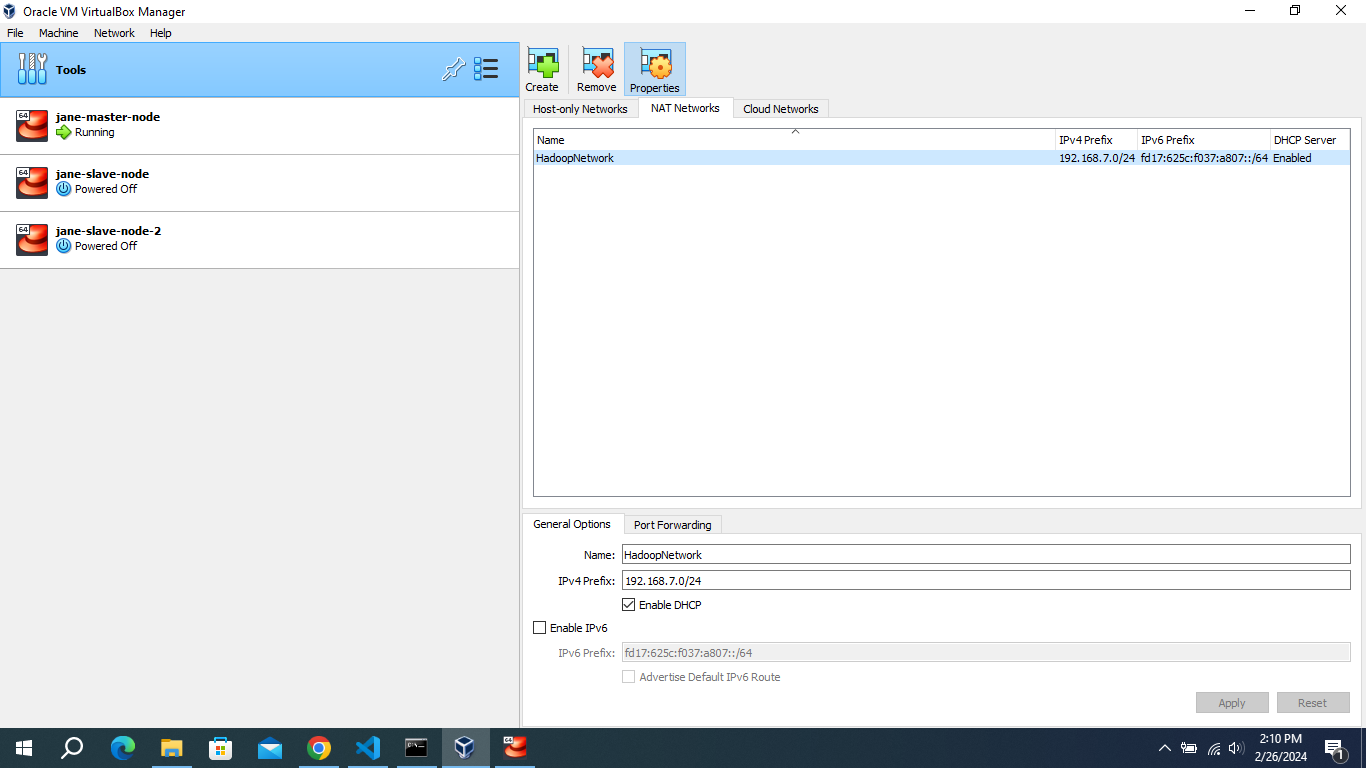 Oracle VM VirtualBox Manager
File Machine Network Help
Tools
Create Remove Properties
64 jane-master-node
Running
64 jane-slave-node
Powered Off
64 jane-slave-node-2
Powered Off
Host-only Networks NAT Networks Cloud Networks
Name IPv4 Prefix IPv6 Prefix DHCP Server
HadoopNetwork 192.168.7.0/24 fd17:625c:f037:a807::/64 Enabled
General Options Port Forwarding
Name: HadoopNetwork
IPv4 Prefix: 192.168.7.0/24
Enable DHCP
Enable IPv6
IPv6 Prefix: fd17:625c:f037:a807::/64
Advertise Default IPv6 Route
Apply Reset
64
2:10 PM
2/26/2024
1